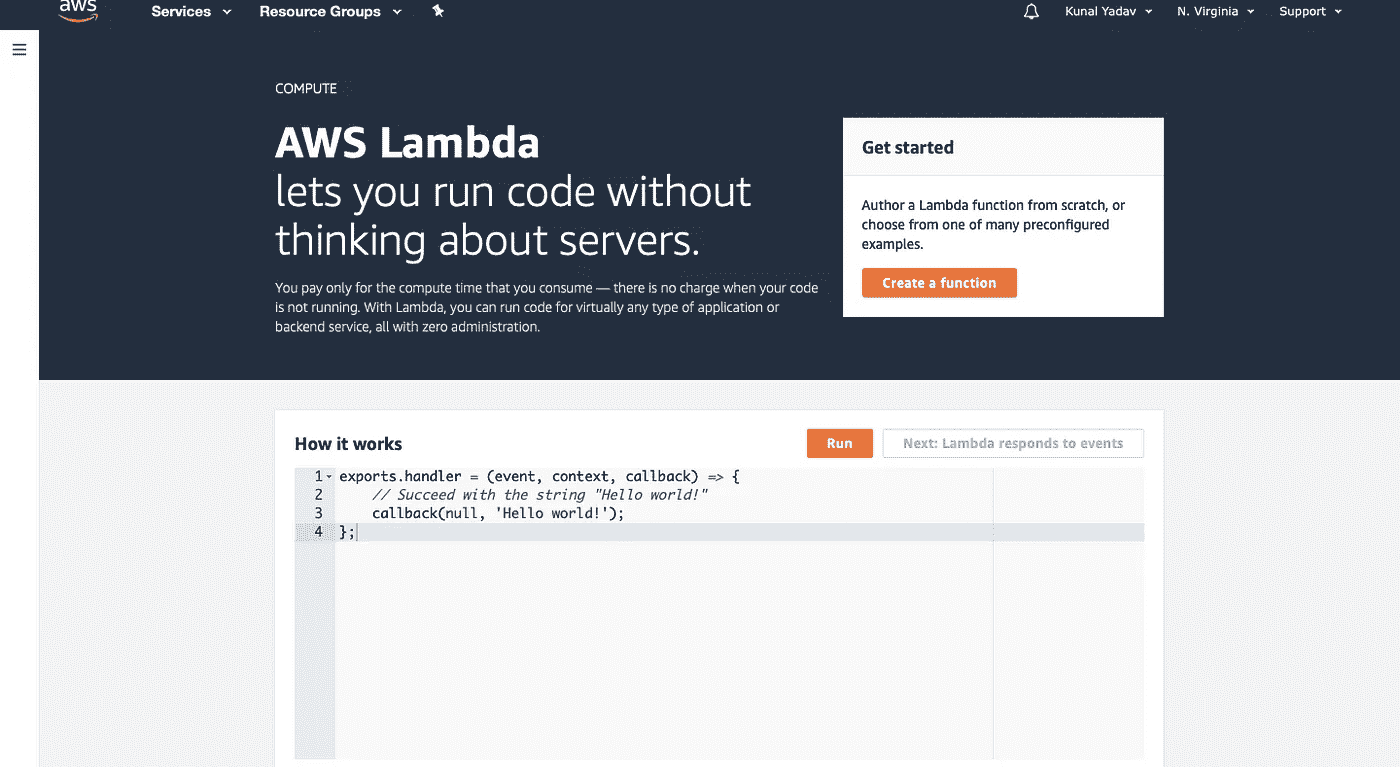 aws Services Resource Groups Kunal Yadav N. Virginia Support
COMPUTE
AWS Lambda
lets you run code without
thinking about servers.
You pay only for the compute time that you consume — there is no charge when your code
is not running. With Lambda, you can run code for virtually any type of application or
backend service, all with zero administration.
Get started
Author a Lambda function from scratch, or
choose from one of many preconfigured
examples.
Create a function
How it works
Run
Next: Lambda responds to events
1 exports.handler = (event, context, callback) => {
2 // Succeed with the string "Hello world!"
3 callback(null, 'Hello world!');
4 };